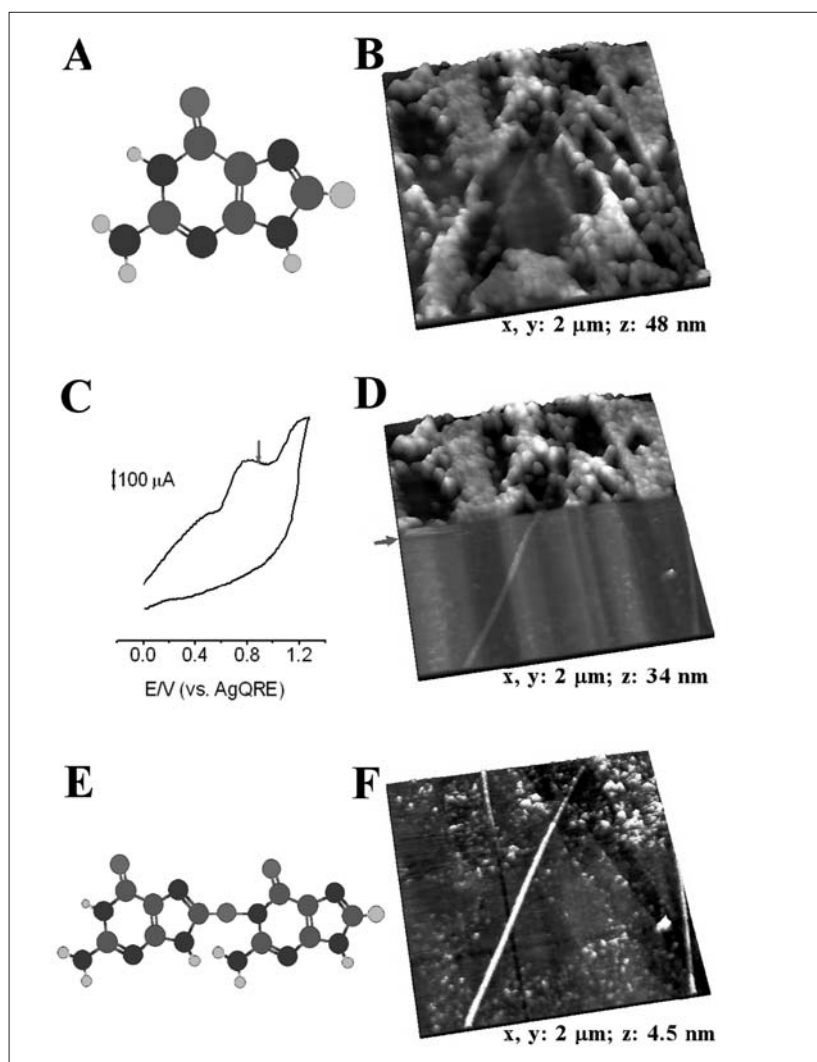 A
B
x, y: 2 μm; z: 48 nm
C
100 μA
0.0 0.4 0.8 1.2
E/V (vs. AgQRE)
D
x, y: 2 μm; z: 34 nm
E
F
x, y: 2 μm; z: 4.5 nm